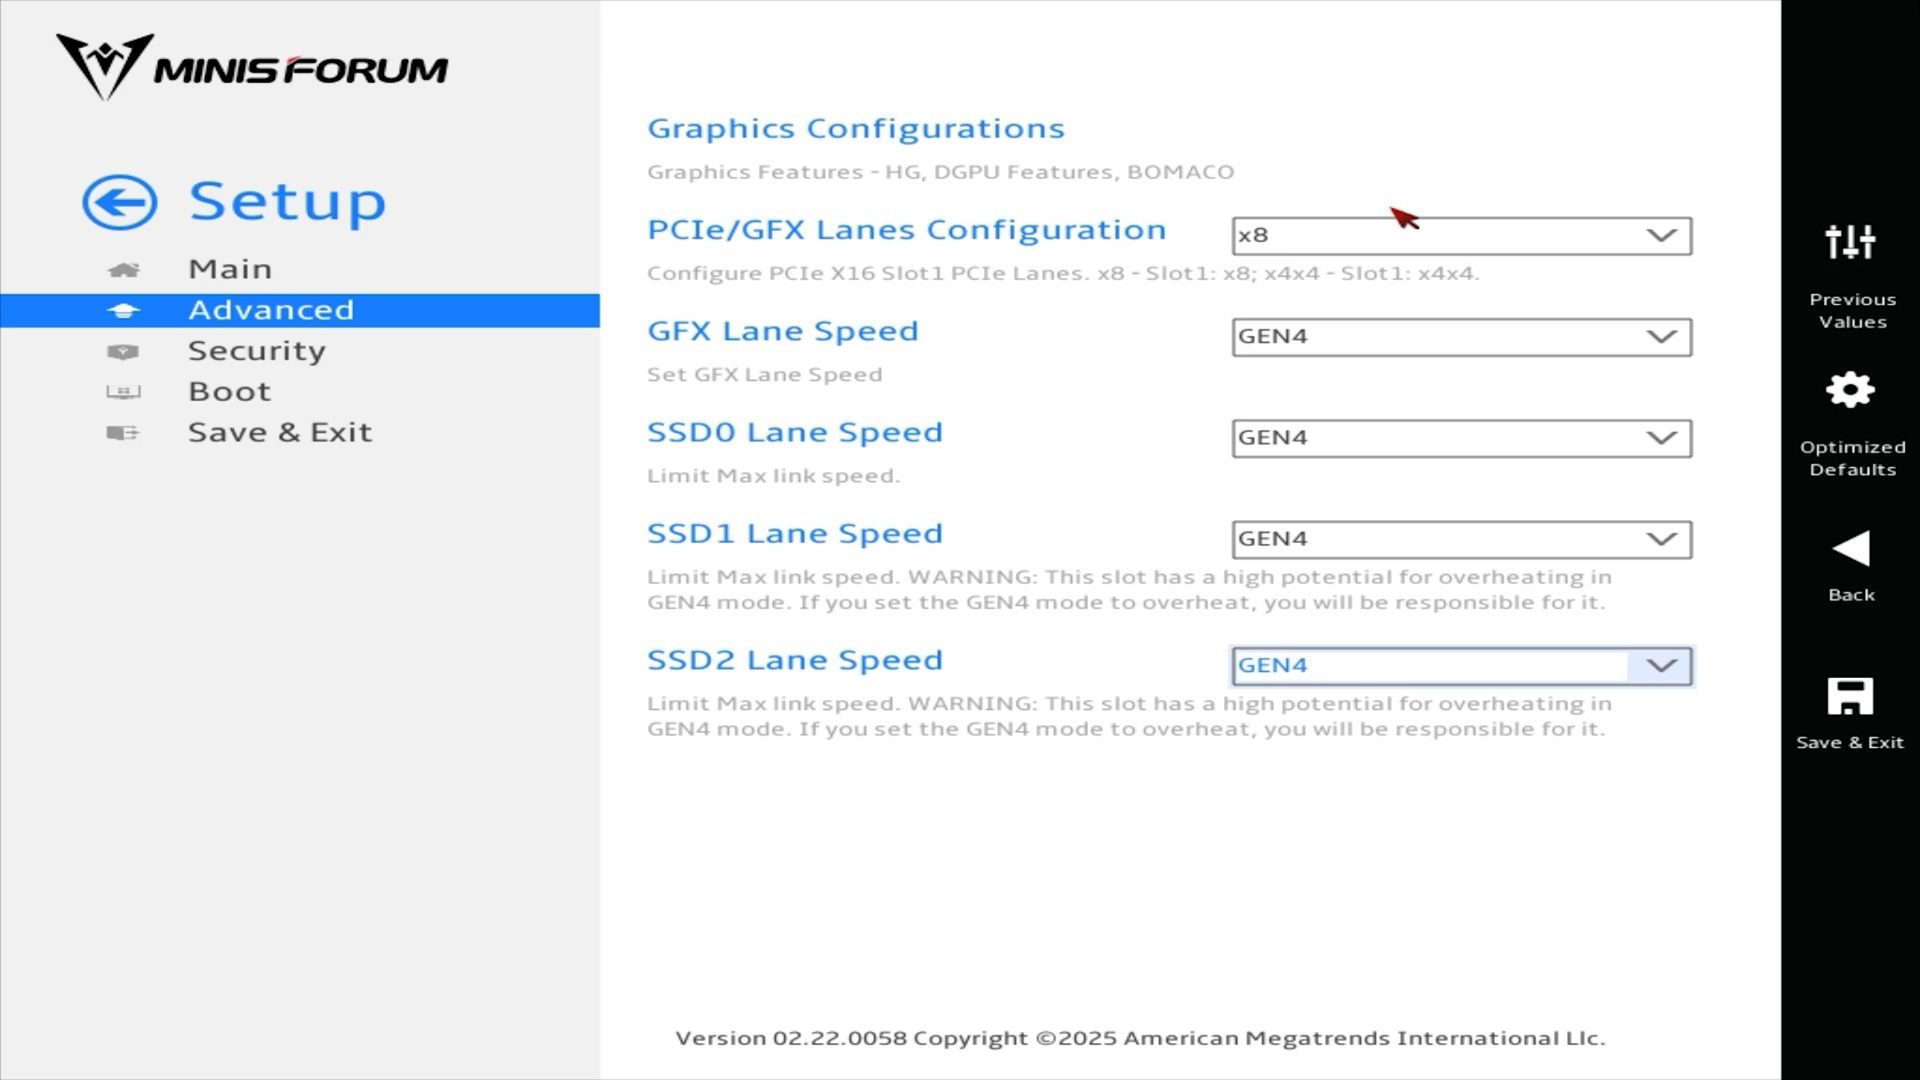 MINISFORUM
Setup
Main
Advanced
Security
Boot
Save & Exit
Graphics Configurations
Graphics Features - HG, DGPU Features, BOMACO
PCIe/GFX Lanes Configuration
x8
Configure PCIe X16 Slot1 PCIe Lanes. x8 - Slot1: x8; x4x4 - Slot1: x4x4.
GFX Lane Speed
GEN4
Set GFX Lane Speed
SSD0 Lane Speed
GEN4
Limit Max link speed.
SSD1 Lane Speed
GEN4
Limit Max link speed. WARNING: This slot has a high potential for overheating in
GEN4 mode. If you set the GEN4 mode to overheat, you will be responsible for it.
SSD2 Lane Speed
GEN4
Limit Max link speed. WARNING: This slot has a high potential for overheating in
GEN4 mode. If you set the GEN4 mode to overheat, you will be responsible for it.
Version 02.22.0058 Copyright ©2025 American Megatrends International Llc.
Previous
Values
Optimized
Defaults
Back
Save & Exit